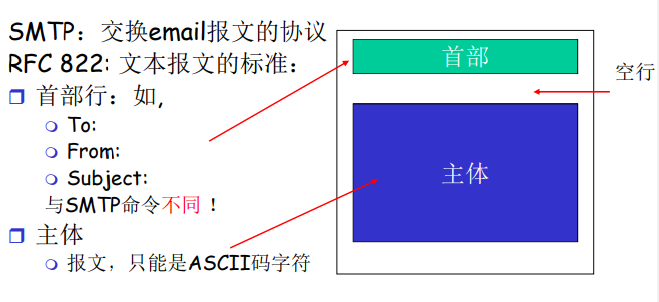 SMTP：交换email报文的协议
RFC 822: 文本报文的标准：
首部行：如,
To:
From:
Subject:
与SMTP命令不同！
主体
报文，只能是ASCII码字符
首部
空行
主体